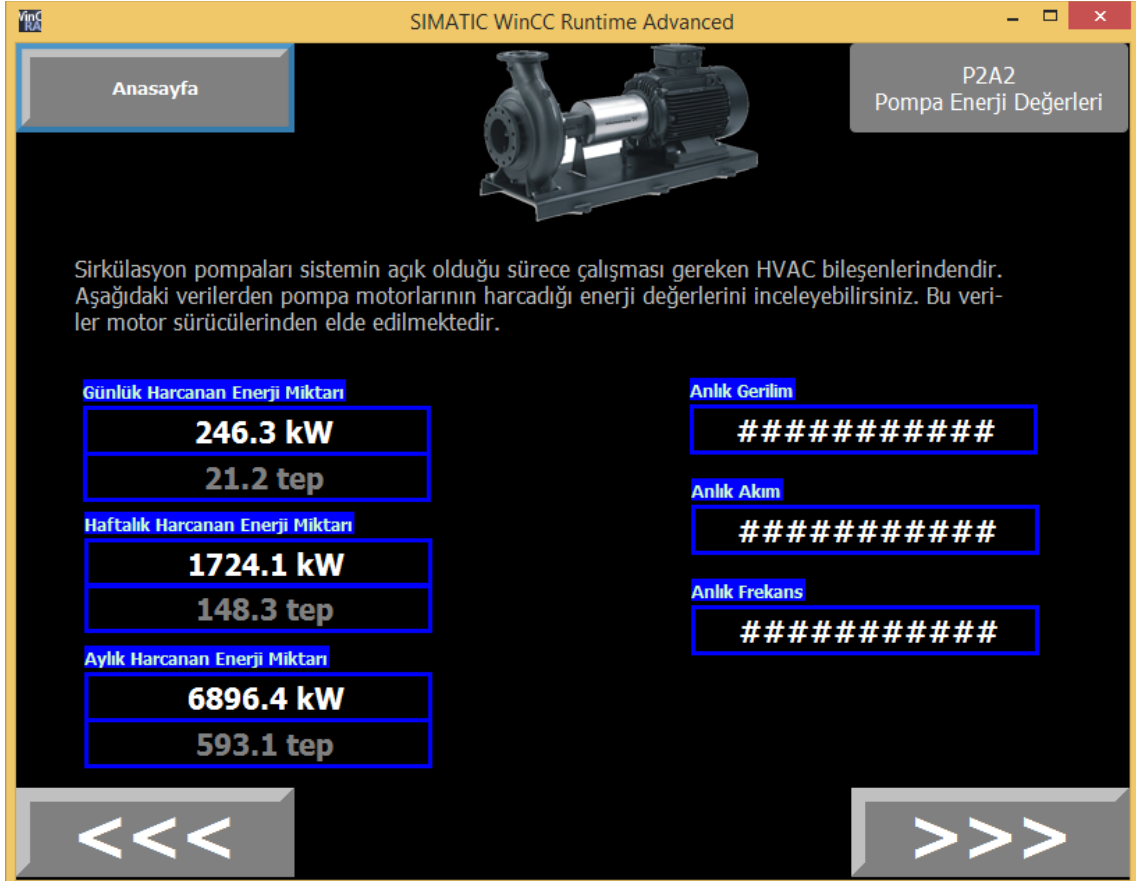 WinC
RA
SIMATIC WinCC Runtime Advanced
Anasayfa
P2A2
Pompa Enerji Değerleri
Sirkülasyon pompaları sistemin açık olduğu sürece çalışması gereken HVAC bileşenlerindendir.
Aşağıdaki verilerden pompa motorlarının harcadığı enerji değerlerini inceleyebilirsiniz. Bu veri-
ler motor sürücülerinden elde edilmektedir.
Günlük Harcanan Enerji Miktarı
246.3 kW
21.2 tep
Haftalık Harcanan Enerji Miktarı
1724.1 kW
148.3 tep
Aylık Harcanan Enerji Miktarı
6896.4 kW
593.1 tep
Anlık Gerilim
###########
Anlık Akım
###########
Anlık Frekans
###########
<<<
>>>